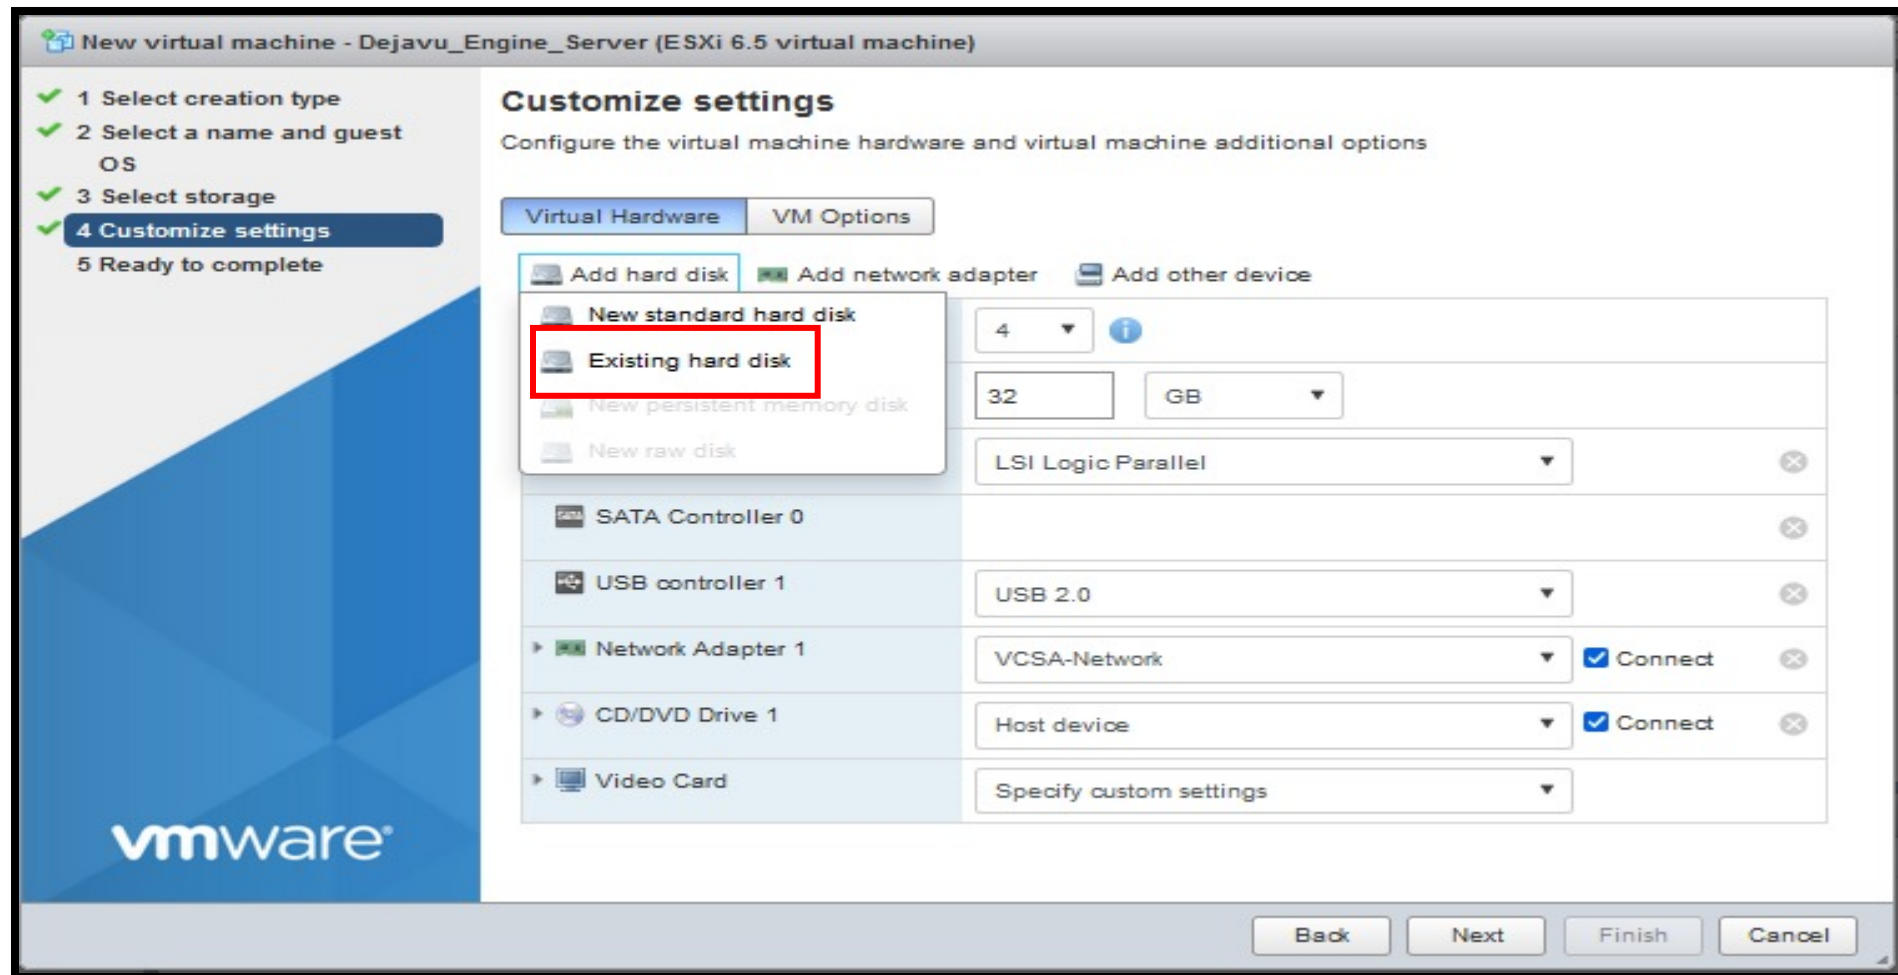 New virtual machine - Dejavu_Engine_Server (ESXi 6.5 virtual machine)
1 Select creation type
2 Select a name and guest
OS
3 Select storage
4 Customize settings
5 Ready to complete
vmware®
Customize settings
Configure the virtual machine hardware and virtual machine additional options
Virtual Hardware VM Options
Add hard disk Add network adapter Add other device
New standard hard disk
Existing hard disk
New persistent memory disk
New raw disk
4
32 GB
LSI Logic Parallel
SATA Controller 0
USB controller 1 USB 2.0
Network Adapter 1 VCSA-Network Connect
CD/DVD Drive 1 Host device Connect
Video Card Specify custom settings
Back Next Finish Cancel